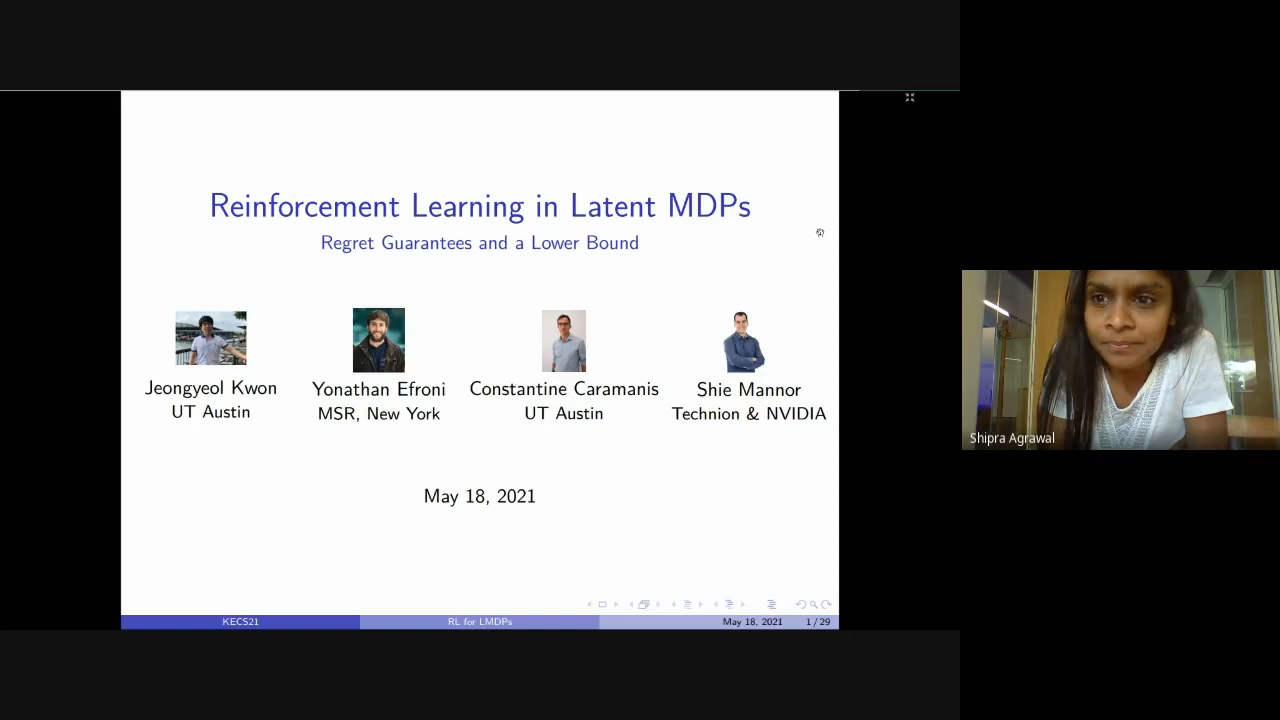 Reinforcement Learning in Latent MDPs
Regret Guarantees and a Lower Bound
Jeongyeol Kwon
UT Austin
Yonathan Efroni
MSR, New York
Constantine Caramanis
UT Austin
Shie Mannor
Technion & NVIDIA
May 18, 2021
KECS21
RL for LMDPs
May 18, 2021
1 / 29
Shipra Agrawal